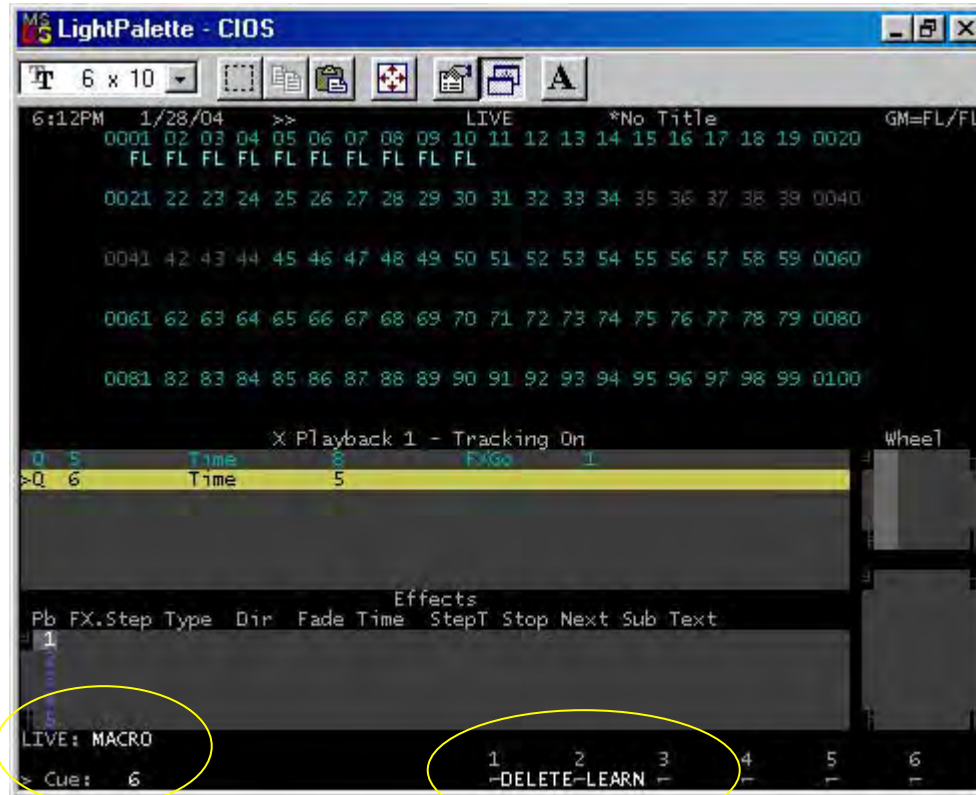 MS
LightPalette - CIOS
Tr 6 x 10 A
6:12PM 1/28/04 >> LIVE *No Title GM=FL/FL
0001 02 03 04 05 06 07 08 09 10 11 12 13 14 15 16 17 18 19 0020
FL FL FL FL FL FL FL FL FL FL
0021 22 23 24 25 26 27 28 29 30 31 32 33 34 35 36 37 38 39 0040
0041 42 43 44 45 46 47 48 49 50 51 52 53 54 55 56 57 58 59 0060
0061 62 63 64 65 66 67 68 69 70 71 72 73 74 75 76 77 78 79 0080
0081 82 83 84 85 86 87 88 89 90 91 92 93 94 95 96 97 98 99 0100
X Playback 1 - Tracking On Wheel
Q 5 Time 8 FXGo 1
>Q 6 Time 5
Effects
Pb FX.Step Type Dir Fade Time StepT Stop Next Sub Text
1
LIVE: MACRO
1 2 3 4 5 6
> Cue: 6 DELETE LEARN